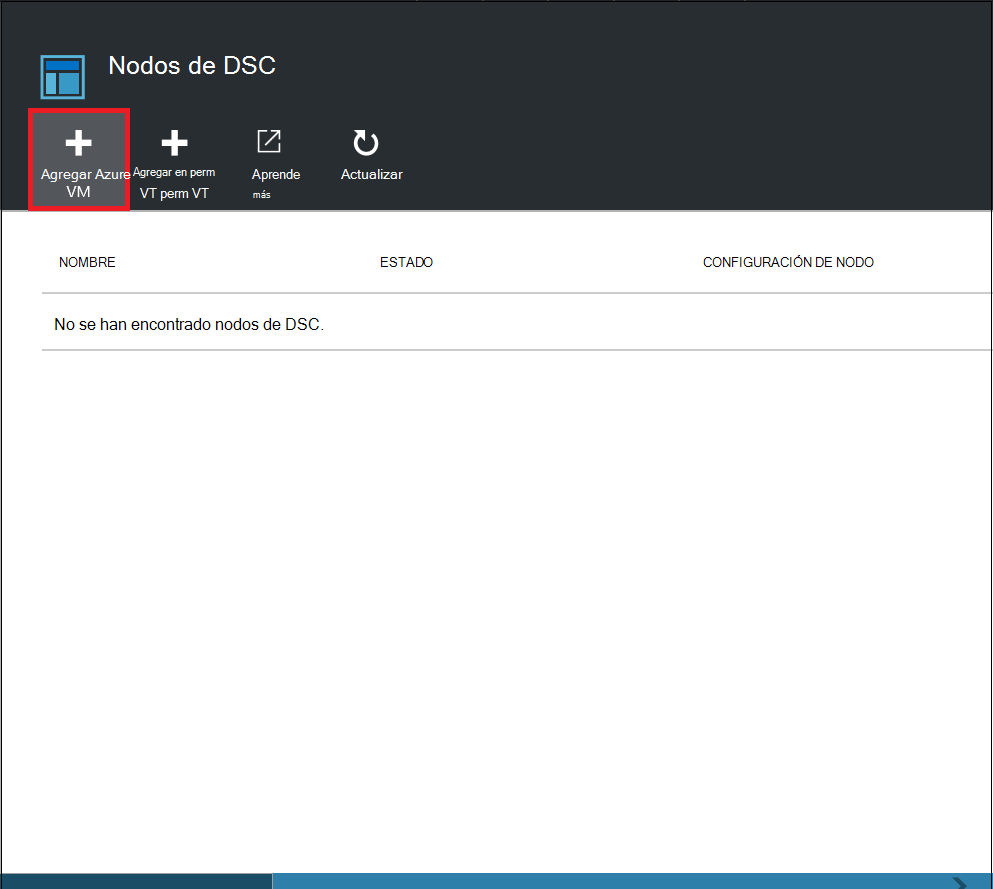 Nodos de DSC
Agregar Azure
VM
Agregar en perm
VT perm VT
Aprende
más
Actualizar
NOMBRE
ESTADO
CONFIGURACIÓN DE NODO
No se han encontrado nodos de DSC.